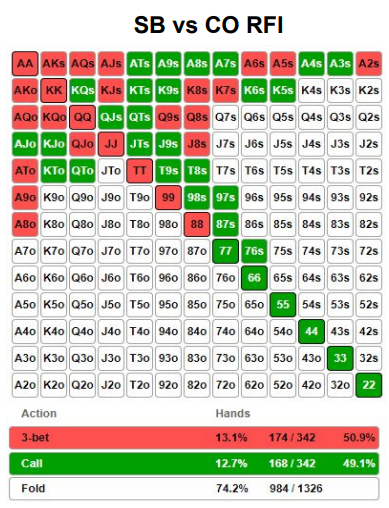 SB vs CO RFI
AA AKs AQs AJs ATs A9s A8s A7s A6s A5s A4s A3s A2s
AKo KK KQs KJs KTs K9s K8s K7s K6s K5s K4s K3s K2s
AQo KQo QQ QJs QTs Q9s Q8s Q7s Q6s Q5s Q4s Q3s Q2s
AJo KJo QJo JJ JTs J9s J8s J7s J6s J5s J4s J3s J2s
ATo KTo QTo JTo TT T9s T8s T7s T6s T5s T4s T3s T2s
A9o K9o Q9o J9o T9o 99 98s 97s 96s 95s 94s 93s 92s
A8o K8o Q8o J8o T8o 98o 88 87s 86s 85s 84s 83s 82s
A7o K7o Q7o J7o T7o 97o 87o 77 76s 75s 74s 73s 72s
A6o K6o Q6o J6o T6o 96o 86o 76o 66 65s 64s 63s 62s
A5o K5o Q5o J5o T5o 95o 85o 75o 65o 55 54s 53s 52s
A4o K4o Q4o J4o T4o 94o 84o 74o 64o 54o 44 43s 42s
A3o K3o Q3o J3o T3o 93o 83o 73o 63o 53o 43o 33 32s
A2o K2o Q2o J2o T2o 92o 82o 72o 62o 52o 42o 32o 22
Action Hands
3-bet 13.1% 174 / 342 50.9%
Call 12.7% 168 / 342 49.1%
Fold 74.2% 984 / 1326